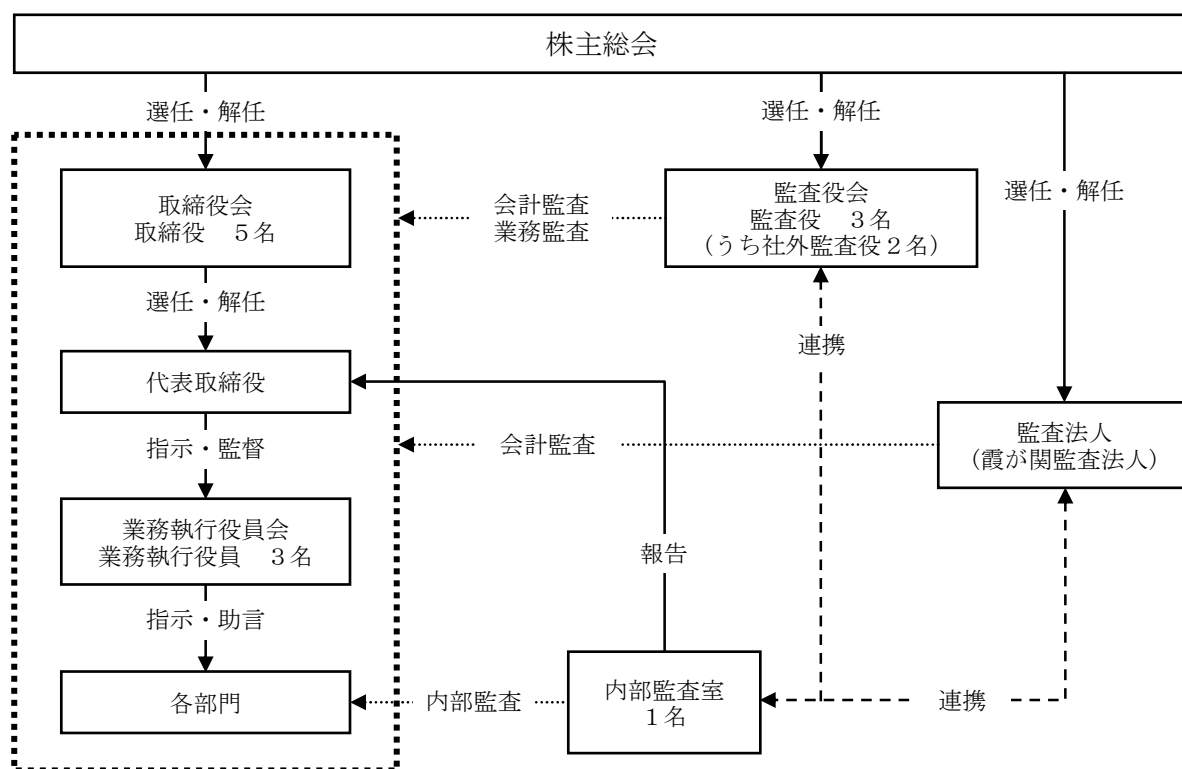 株主総会
選任・解任
選任・解任
選任・解任
取締役会
取締役　５名
会計監査
業務監査
監査役会
監査役　３名
（うち社外監査役２名）
選任・解任
連携
代表取締役
監査法人
（霞が関監査法人）
指示・監督
会計監査
業務執行役員会
業務執行役員　３名
報告
指示・助言
各部門
内部監査
内部監査室
１名
連携